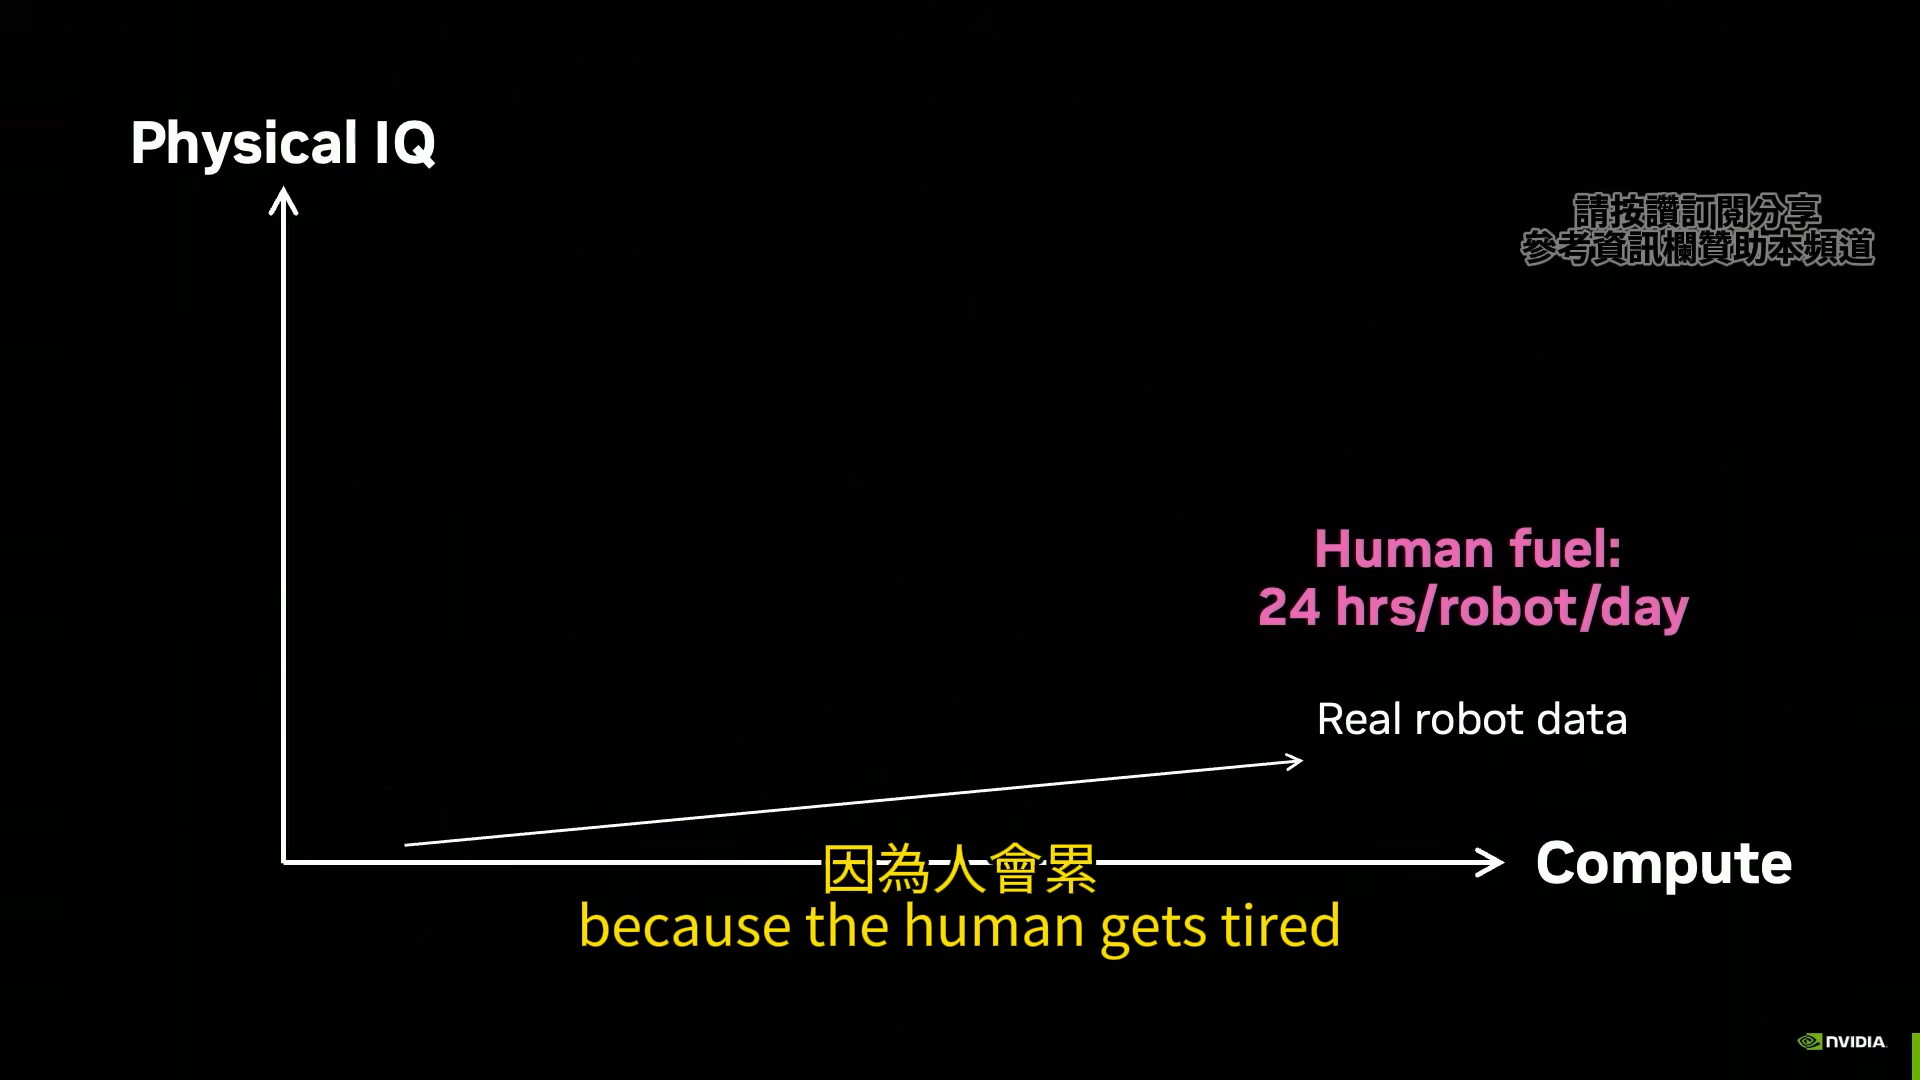 Physical IQ
請按讚訂閱分享
參考資訊欄贊助本頻道
Human fuel:
24 hrs/robot/day
Real robot data
Compute
因為人會累
because the human gets tired
NVIDIA